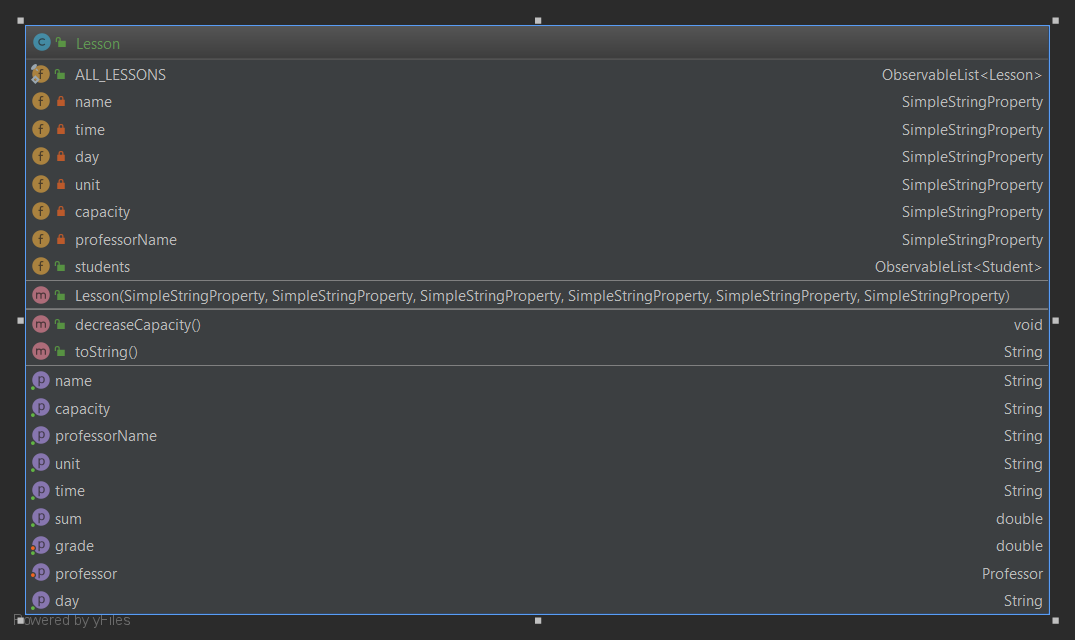 C Lesson
f ALL_LESSONS ObservableList<Lesson>
f name SimpleStringProperty
f time SimpleStringProperty
f day SimpleStringProperty
f unit SimpleStringProperty
f capacity SimpleStringProperty
f professorName SimpleStringProperty
f students ObservableList<Student>
m Lesson(SimpleStringProperty, SimpleStringProperty, SimpleStringProperty, SimpleStringProperty, SimpleStringProperty, SimpleStringProperty)
m decreaseCapacity() void
m toString() String
p name String
p capacity String
p professorName String
p unit String
p time String
p sum double
p grade double
p professor Professor
p day String
Powered by yFiles